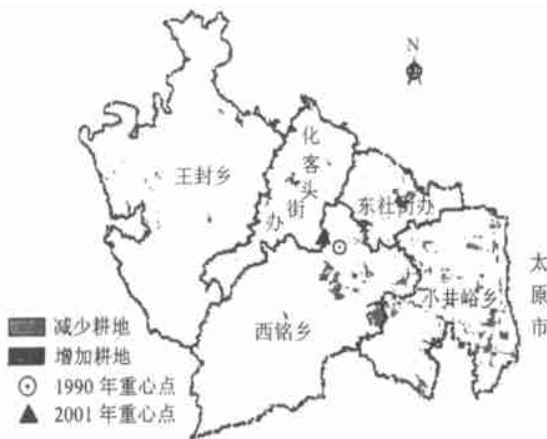 N
王封乡
化客头
街
办
东社街办
小井峪乡
太原市
西铭乡
减少耕地
增加耕地
1990 年重心点
2001 年重心点